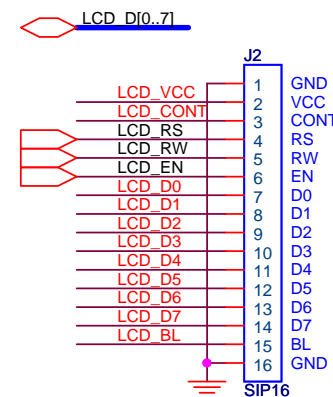 LCD_D[0..7]
J2
1 GND
LCD_VCC 2 VCC
LCD_CONT 3 CONT
LCD_RS 4 RS
LCD_RW 5 RW
LCD_EN 6 EN
LCD_D0 7 D0
LCD_D1 8 D1
LCD_D2 9 D2
LCD_D3 10 D3
LCD_D4 11 D4
LCD_D5 12 D5
LCD_D6 13 D6
LCD_D7 14 D7
LCD_BL 15 BL
16 GND
SIP16